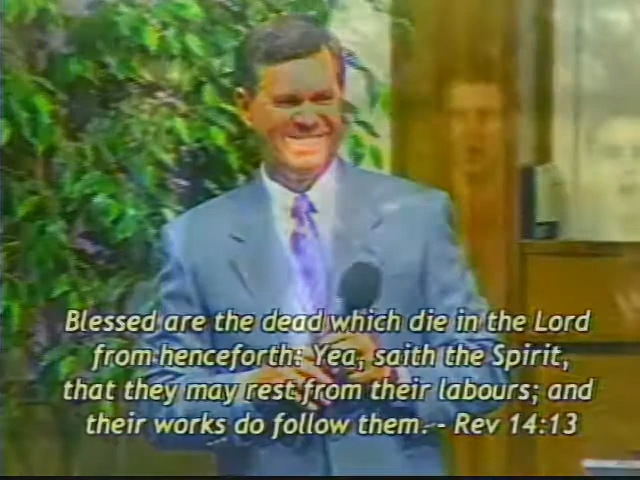 Blessed are the dead which die in the Lord
from henceforth: Yea, saith the Spirit,
that they may rest from their labours; and
their works do follow them. - Rev 14:13